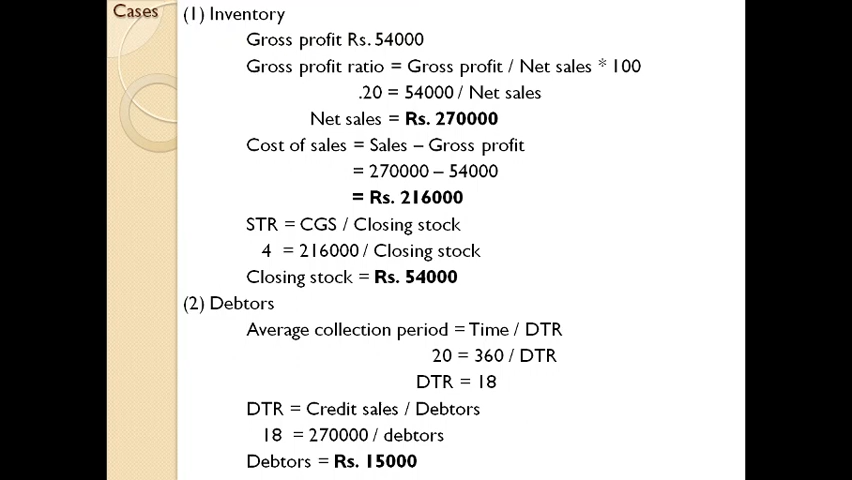 Cases
(1) Inventory
Gross profit Rs. 54000
Gross profit ratio = Gross profit / Net sales * 100
.20 = 54000 / Net sales
Net sales = Rs. 270000
Cost of sales = Sales – Gross profit
= 270000 – 54000
= Rs. 216000
STR = CGS / Closing stock
4 = 216000 / Closing stock
Closing stock = Rs. 54000
(2) Debtors
Average collection period = Time / DTR
20 = 360 / DTR
DTR = 18
DTR = Credit sales / Debtors
18 = 270000 / debtors
Debtors = Rs. 15000